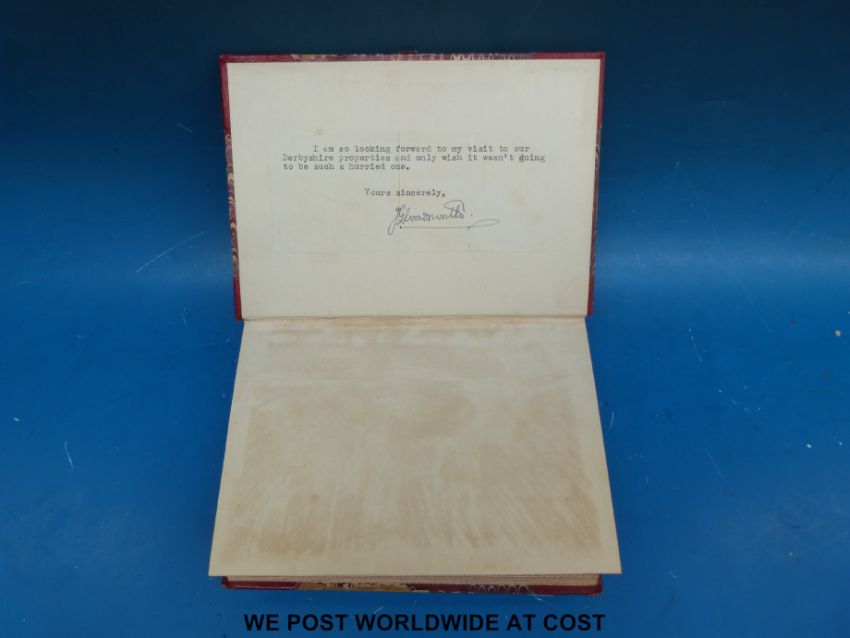 I am so looking forward to my visit to our
Derbyshire properties and only wish it wasn't going
to be such a hurried one.
Yours sincerely,
WE POST WORLDWIDE AT COST